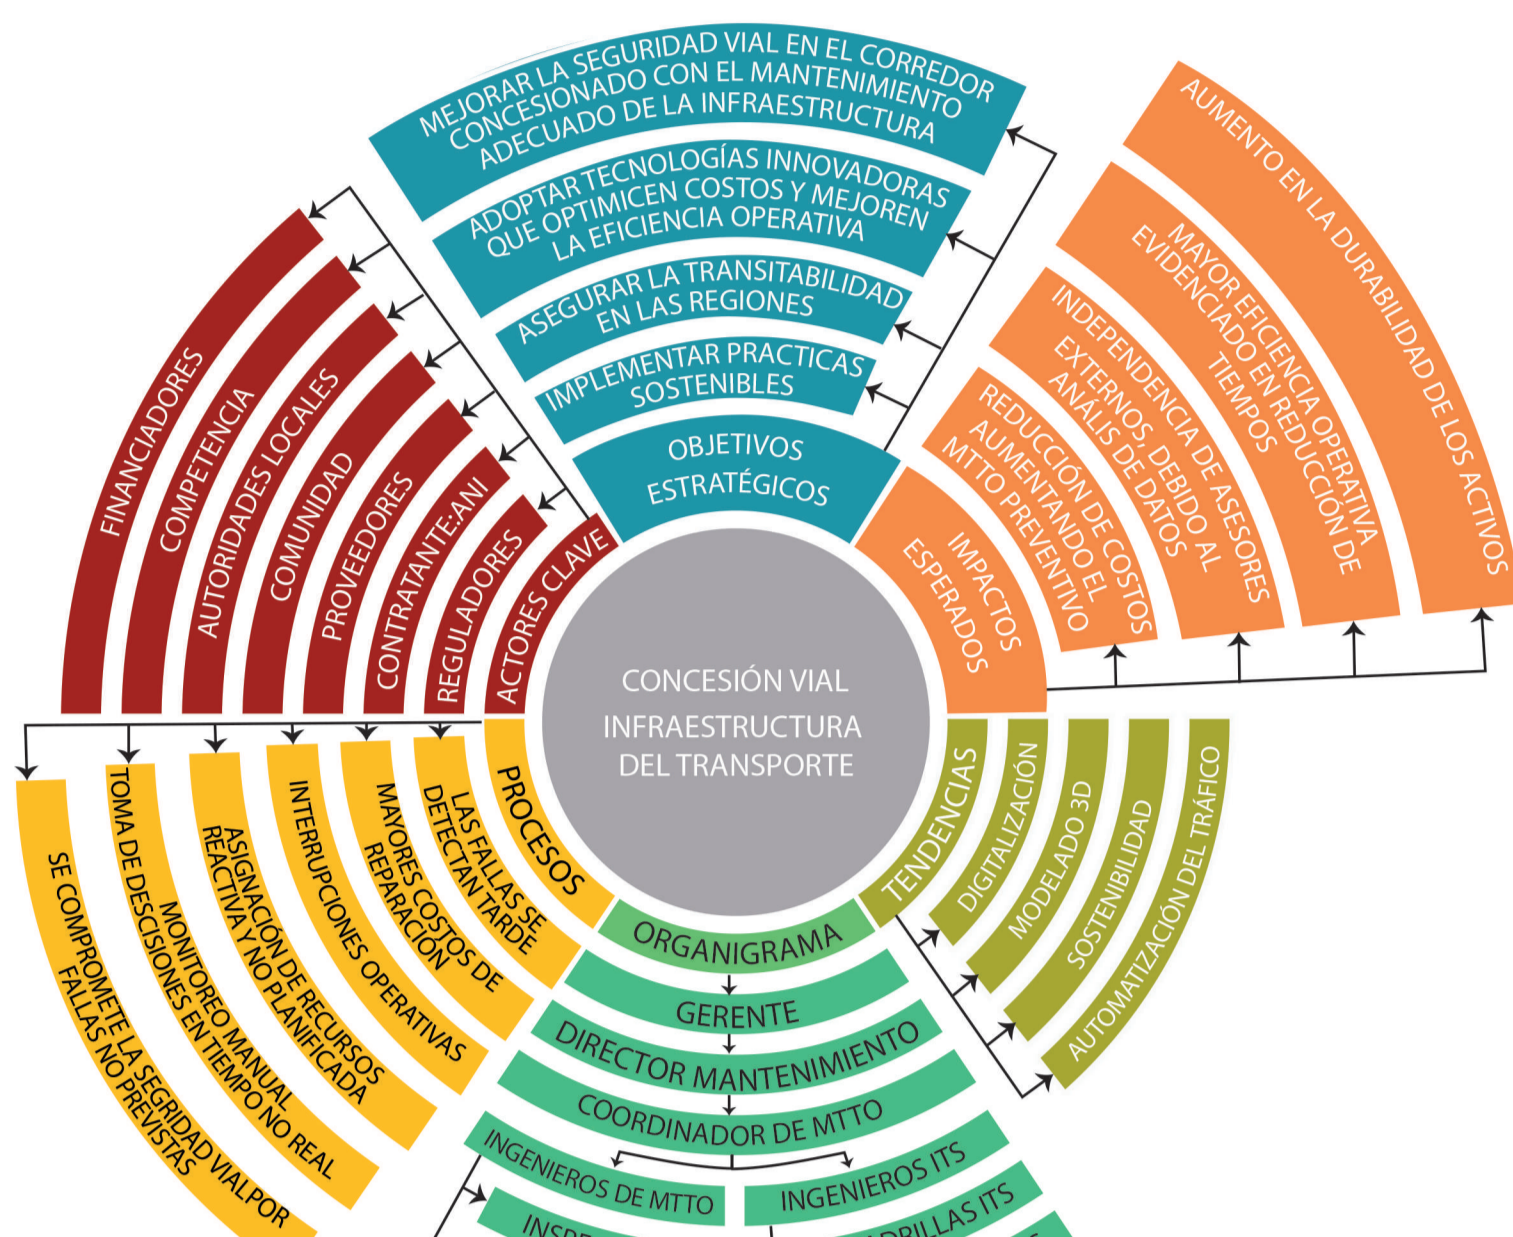 MEJORAR LA SEGURIDAD VIAL EN EL CORREDOR
CONCESIONADO CON EL MANTENIMIENTO
ADECUADO DE LA INFRAESTRUCTURA
ADOPTAR TECNOLOGÍAS INNOVADORAS
QUE OPTIMICEN COSTOS Y MEJOREN
LA EFICIENCIA OPERATIVA
ASEGURAR LA TRANSITABILIDAD
EN LAS REGIONES
IMPLEMENTAR PRACTICAS
SOSTENIBLES
OBJETIVOS
ESTRATÉGICOS
AUMENTO EN LA DURABILIDAD DE LOS ACTIVOS
MAYOR EFICIENCIA OPERATIVA
EVIDENCIADO EN REDUCCIÓN DE
TIEMPOS
INDEPENDENCIA DE ASESORES
EXTERNOS, DEBIDO AL
ANÁLIS DE DATOS
REDUCCIÓN DE COSTOS
AUMENTANDO EL
MTTO PREVENTIVO
IMPACTOS
ESPERADOS
FINANCIADORES
COMPETENCIA
AUTORIDADES LOCALES
COMUNIDAD
PROVEEDORES
CONTRATANTE:ANI
REGULADORES
ACTORES CLAVE
CONCESIÓN VIAL
INFRAESTRUCTURA
DEL TRANSPORTE
PROCESOS
LAS FALLAS SE
DETECTAN TARDE
MAYORES COSTOS DE
REPARACIÓN
INTERRUPCIONES OPERATIVAS
ASIGNACIÓN DE RECURSOS
REACTIVA Y NO PLANIFICADA
MONITOREO MANUAL
TOMA DE DECISIONES EN TIEMPO NO REAL
SE COMPROMETE LA SEGRIDAD VIAL POR
FALLAS NO PREVISTAS
TENDENCIAS
DIGITALIZACIÓN
MODELADO 3D
SOSTENIBILIDAD
AUTOMATIZACIÓN DEL TRÁFICO
ORGANIGRAMA
GERENTE
DIRECTOR MANTENIMIENTO
COORDINADOR DE MTTO
INGENIEROS DE MTTO
INGENIEROS ITS
ITS